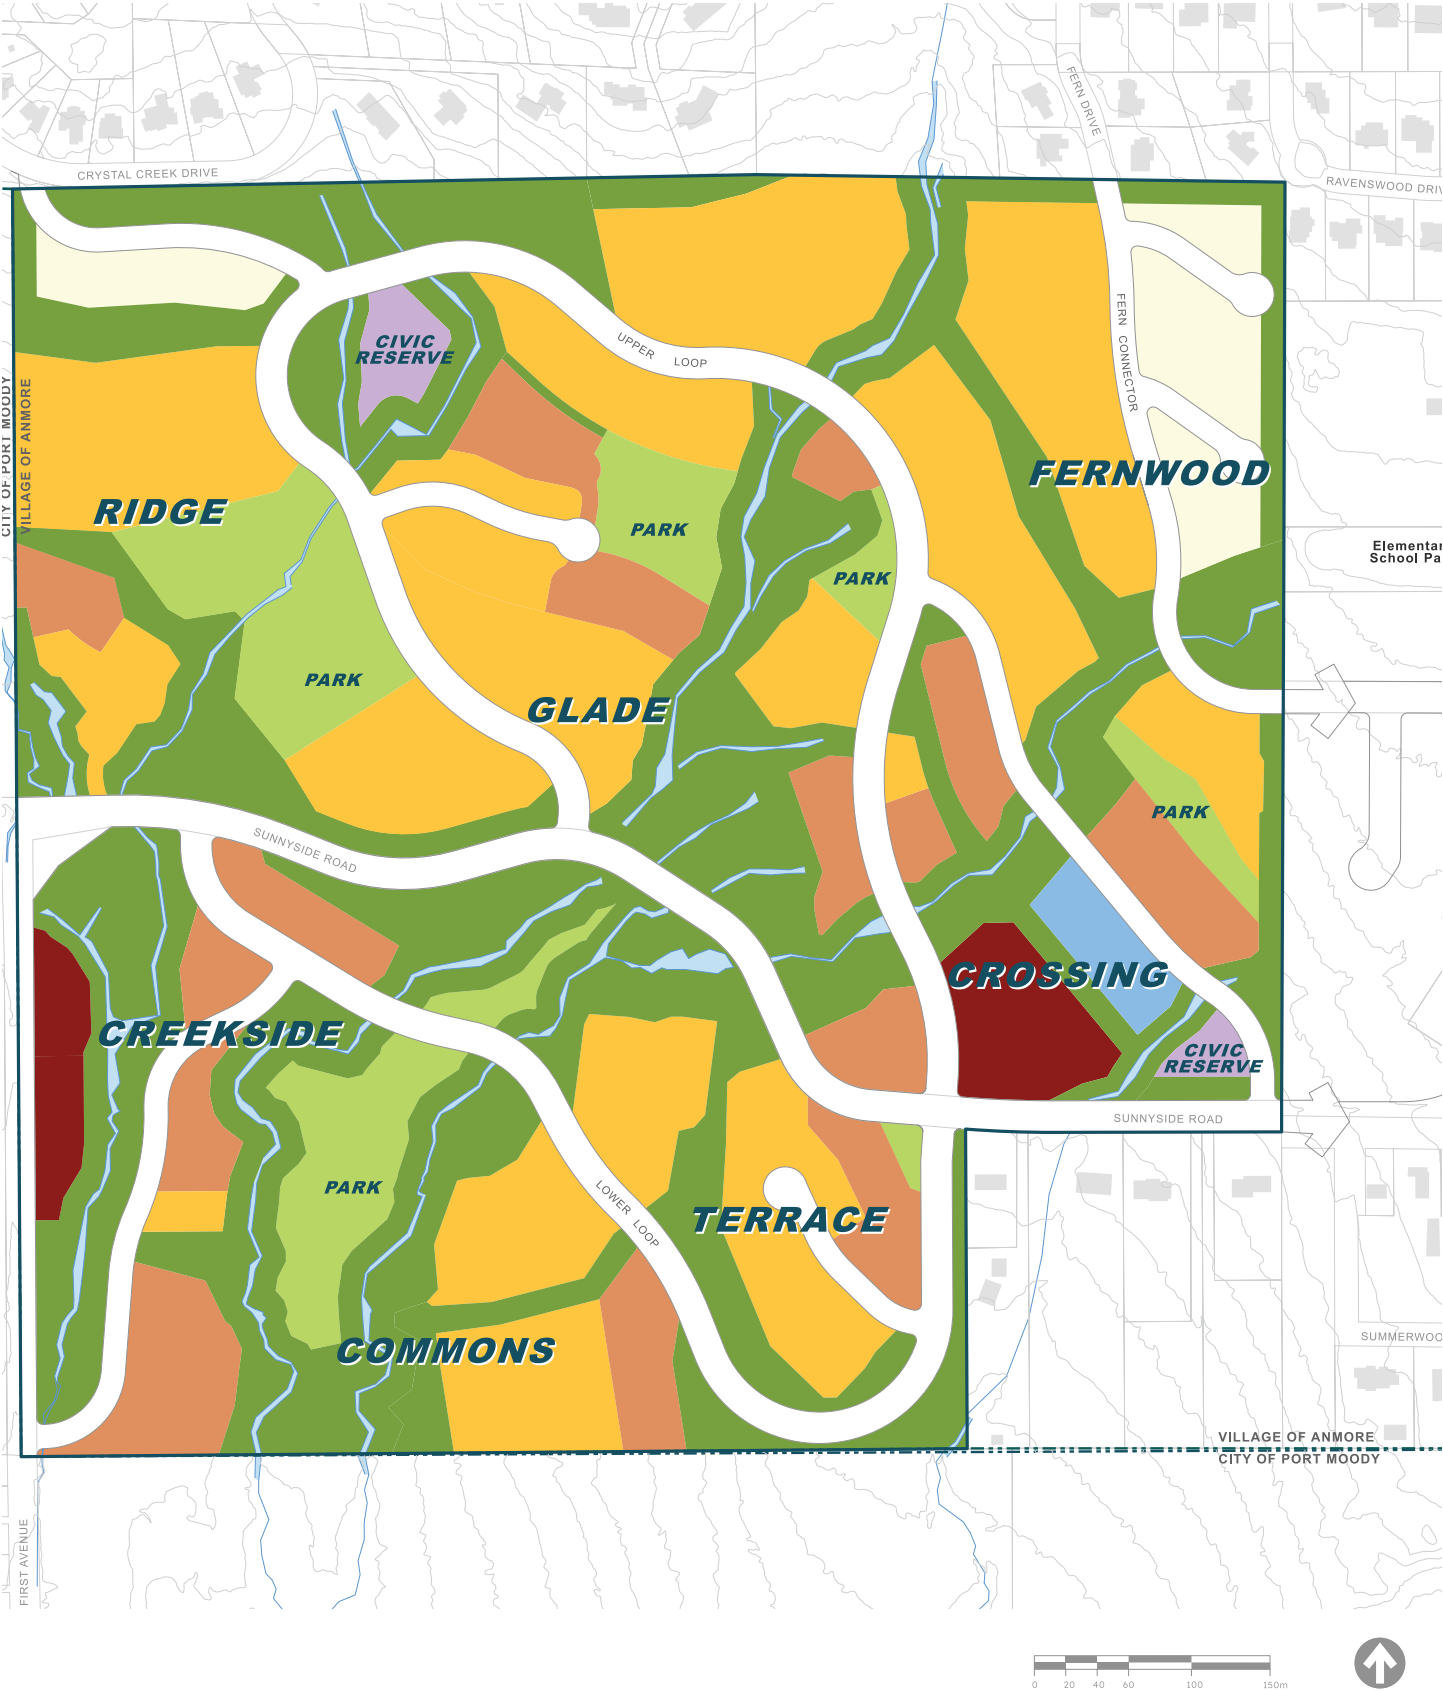 FERN DRIVE
CRYSTAL CREEK DRIVE
RAVENSWOOD DRIV
CIVIC
RESERVE
UPPER LOOP
FERN CONNECTOR
CITY OF PORT MOODY
VILLAGE OF ANMORE
RIDGE
FERNWOOD
PARK
PARK
Elementar
School Pa
PARK
GLADE
PARK
SUNNYSIDE ROAD
CROSSING
CREEKSIDE
CIVIC
RESERVE
SUNNYSIDE ROAD
PARK
LOWER LOOP
TERRACE
COMMONS
SUMMERWOO
VILLAGE OF ANMORE
CITY OF PORT MOODY
FIRST AVENUE
0 20 40 60 100 150m